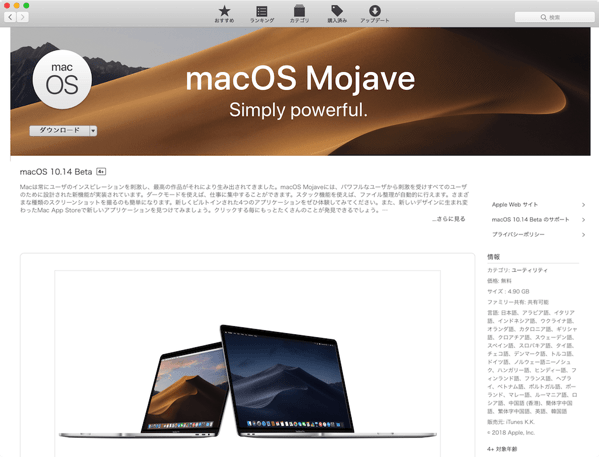 おすすめ
ランキング
カテゴリ
購入済み
アップデート
検索
mac
OS
macOS Mojave
Simply powerful.
ダウンロード
macOS 10.14 Beta 4+
Macは常にユーザのインスピレーションを刺激し、最高の作品がそれにより生み出されてきました。macOS Mojaveには、パワフルなユーザから刺激を受けすべてのユーザ
のために設計された新機能が実装されています。ダークモードを使えば、仕事に集中することができます。スタック機能を使えば、ファイル整理が自動的に行えます。さまざ
まな種類のスクリーンショットを撮るのも簡単になります。新しくビルトインされた4つのアプリケーションをぜひ体験してみてください。また、新しいデザインに生まれ変
わったMac App Storeで新しいアプリケーションを見つけてみましょう。クリックする毎にもっとたくさんのことが発見できるでしょう。…
...さらに見る
Apple Web サイト
macOS 10.14 Beta のサポート
プライバシーポリシー
情報
カテゴリ: ユーティリティ
価格: 無料
サイズ : 4.90 GB
ファミリー共有: 共有可能
言語: 日本語、アラビア語、イタリア
語、インドネシア語、ウクライナ語、
オランダ語、カタロニア語、ギリシャ
語、クロアチア語、スウェーデン語、
スペイン語、スロバキア語、タイ語、
チェコ語、デンマーク語、トルコ語、
ドイツ語、ノルウェー語ニーノシュ
ク、ハンガリー語、ヒンディー語、フ
ィンランド語、フランス語、ヘブラ
イ、ベトナム語、ポルトガル語、ポー
ランド、マレー語、ルーマニア語、ロ
シア語、中国語 (香港)、簡体字中国
語、繁体字中国語、英語、韓国語
販売元: iTunes K.K.
© 2018 Apple, Inc.
4+ 対象年齢